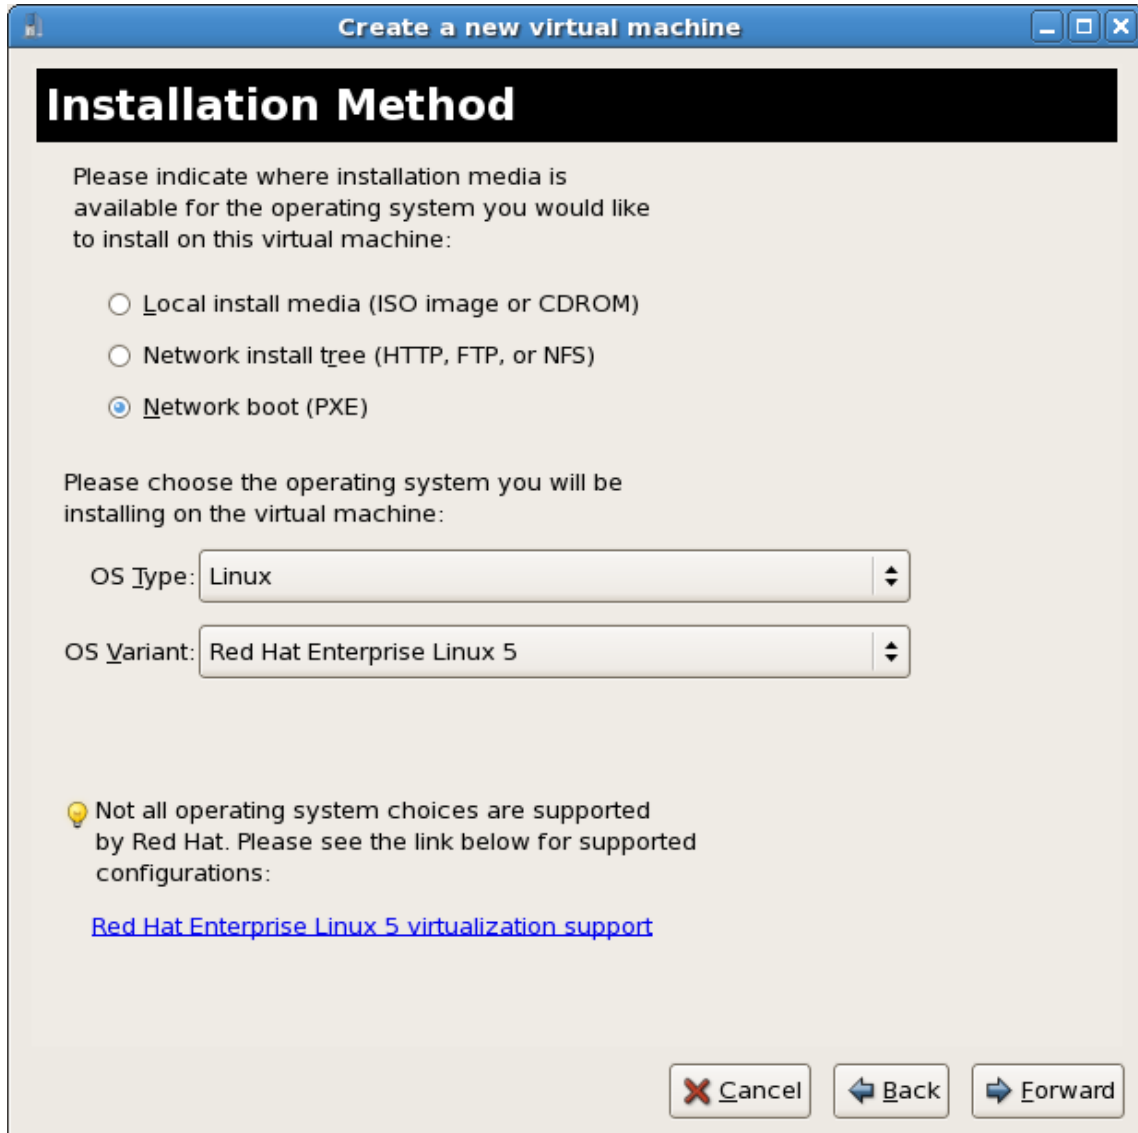 Create a new virtual machine
Installation Method
Please indicate where installation media is
available for the operating system you would like
to install on this virtual machine:
Local install media (ISO image or CDROM)
Network install tree (HTTP, FTP, or NFS)
Network boot (PXE)
Please choose the operating system you will be
installing on the virtual machine:
OS Type: Linux
OS Variant: Red Hat Enterprise Linux 5
Not all operating system choices are supported
by Red Hat. Please see the link below for supported
configurations:
Red Hat Enterprise Linux 5 virtualization support
Cancel Back Forward